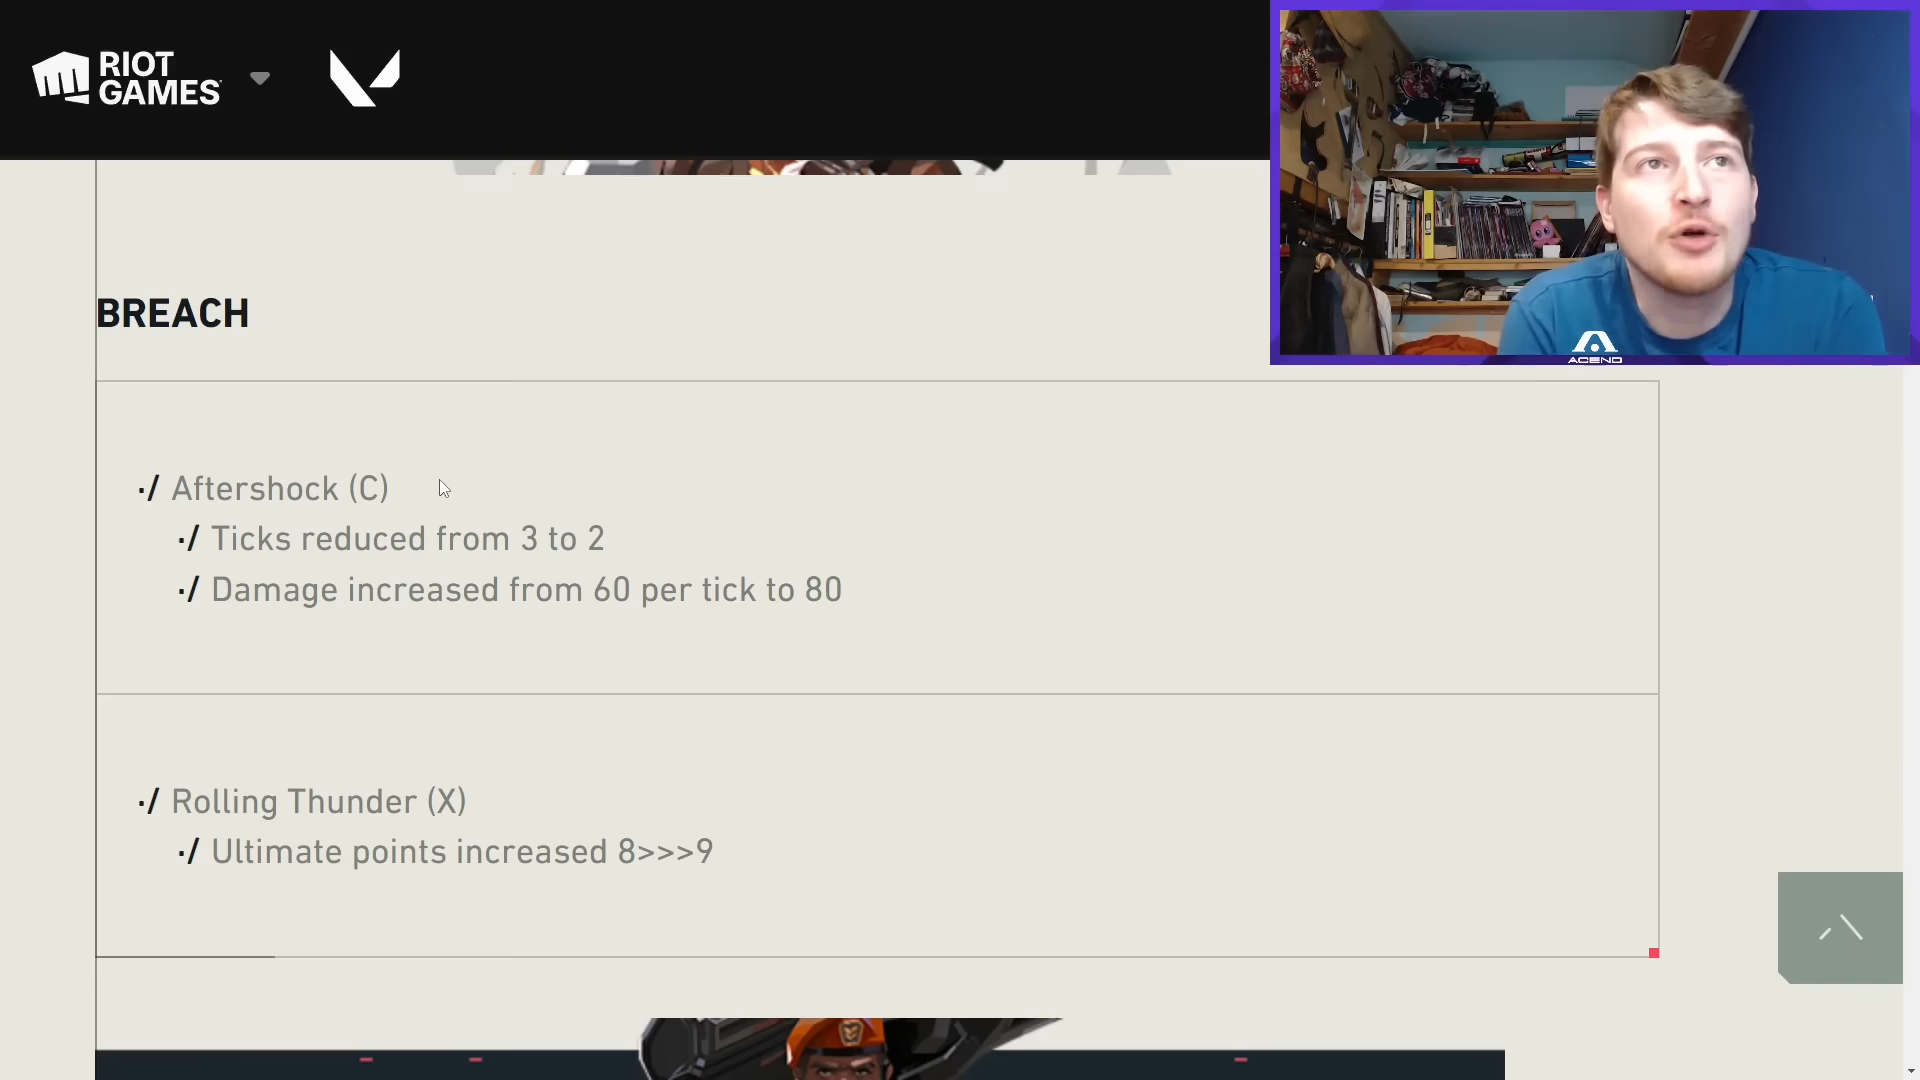 RIOT
GAMES
BREACH
Aftershock (C)
Ticks reduced from 3 to 2
Damage increased from 60 per tick to 80
Rolling Thunder (X)
Ultimate points increased 8>>>9
ACEND